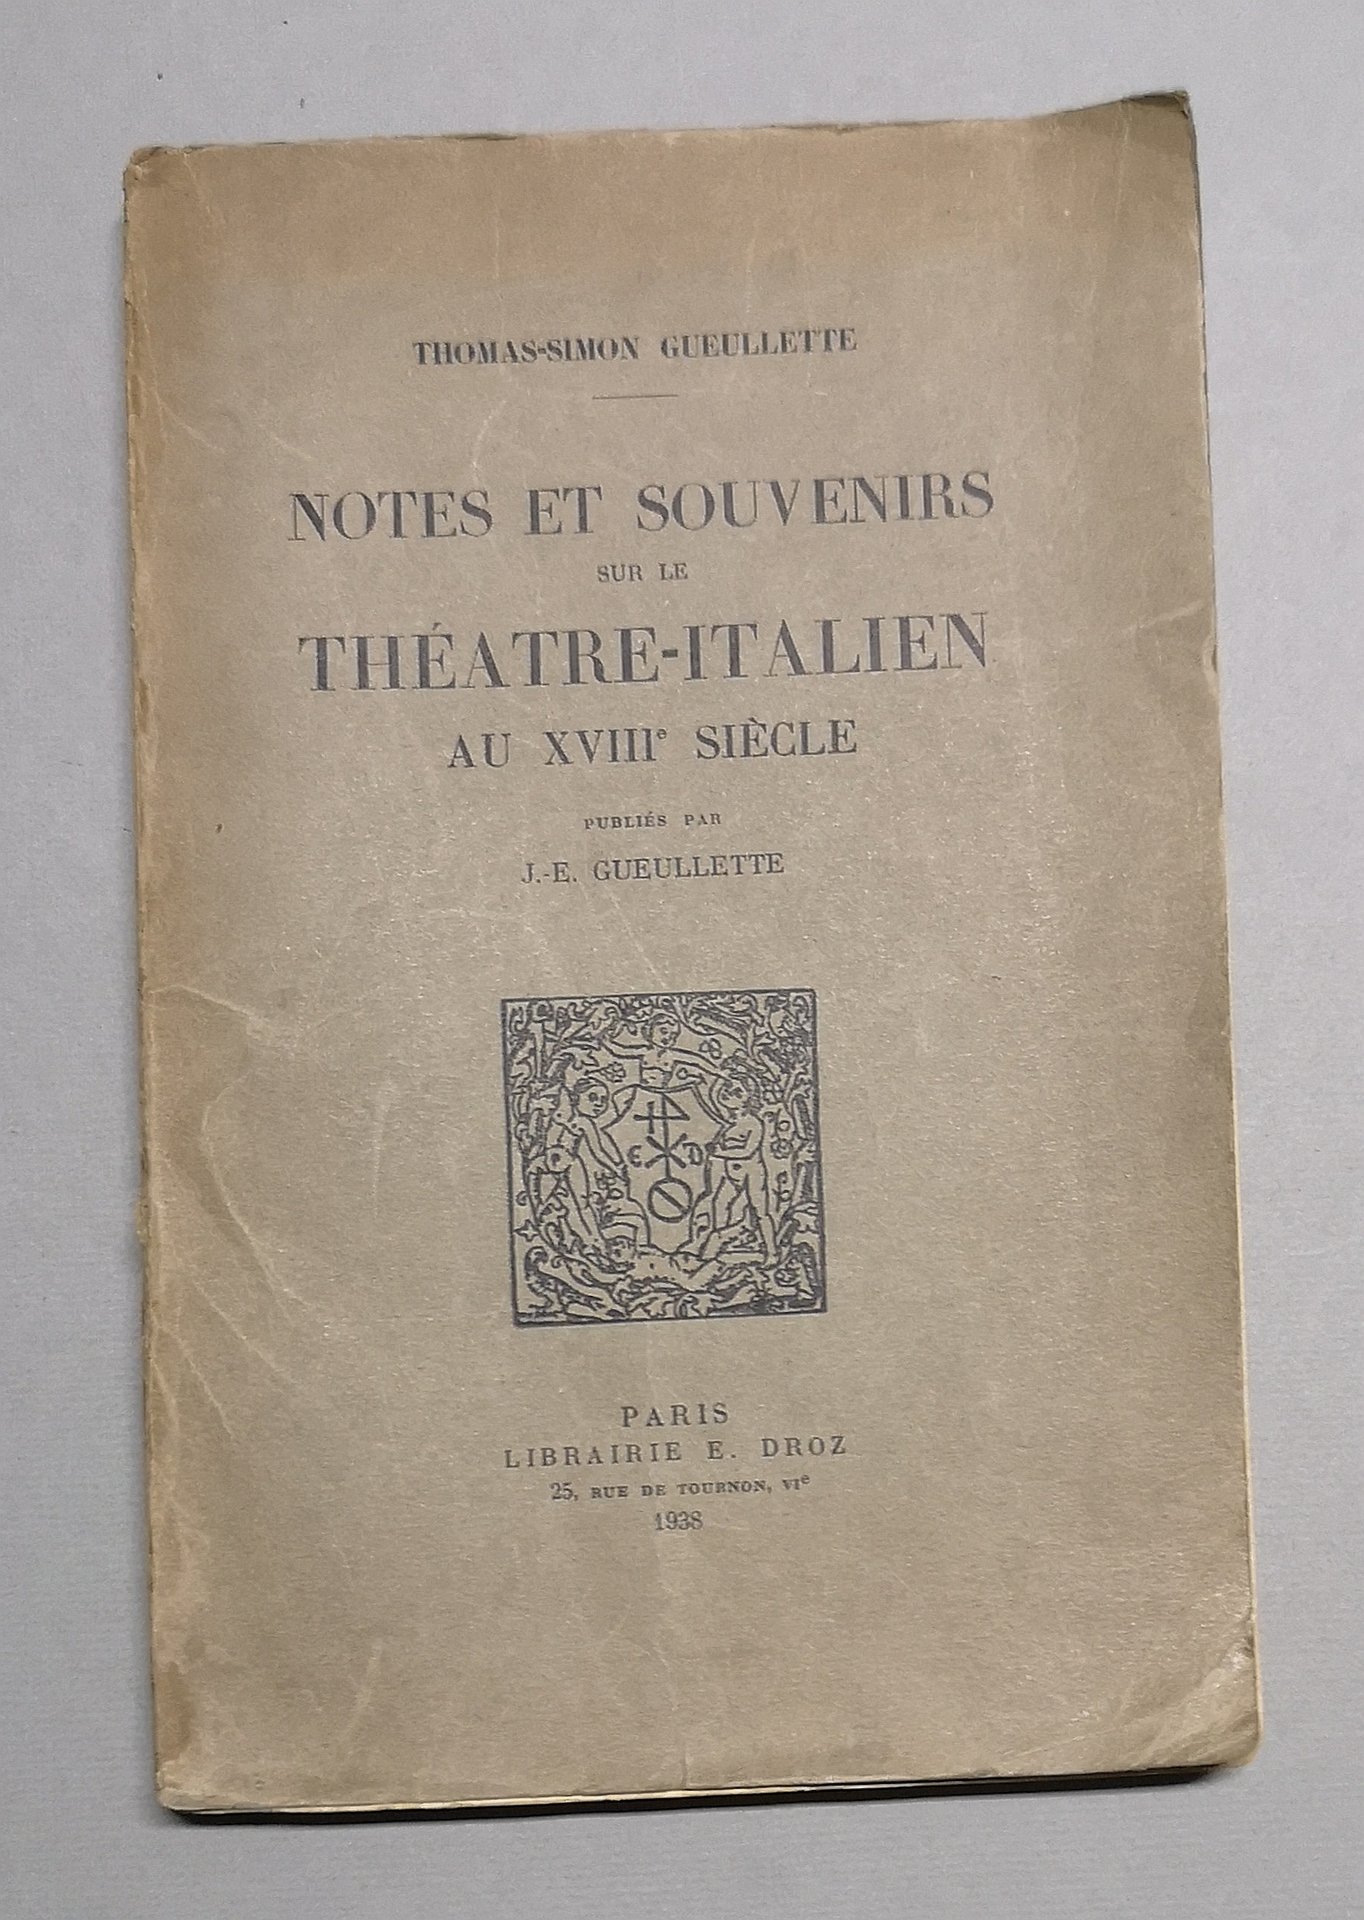 THOMAS-SIMON GUEULLETTE
NOTES ET SOUVENIRS
SUR LE
THÉATRE-ITALIEN
AU XVIIIe SIÈCLE
PUBLIÉS PAR
J.-E. GUEULLETTE
E D
PARIS
LIBRAIRIE E. DROZ
25, RUE DE TOURNON, VIe
1938